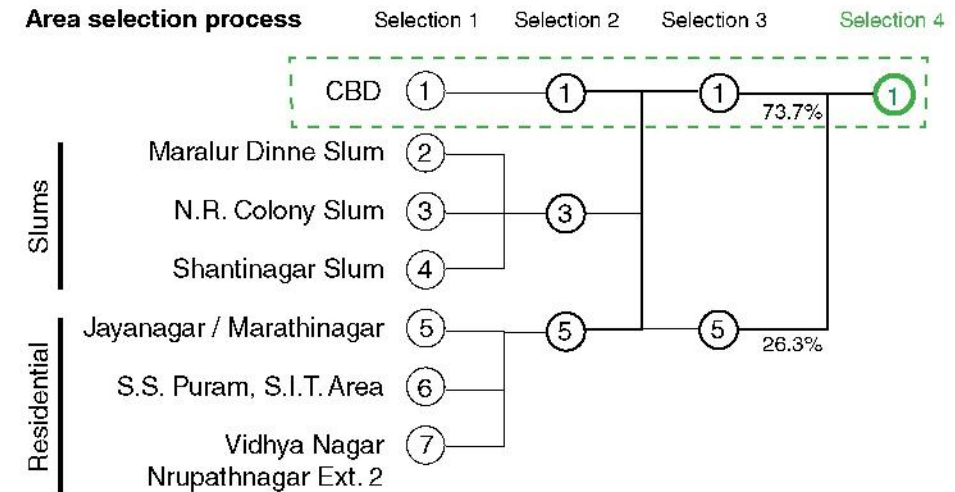 Area selection process Selection 1 Selection 2 Selection 3 Selection 4
CBD 1 1 1 73.7% 1
Maralur Dinne Slum 2
N.R. Colony Slum 3 3
Shantinagar Slum 4
Slums
Jayanagar / Marathinagar 5 5 5 26.3%
S.S. Puram, S.I.T. Area 6
Vidhya Nagar 7
Nrupathnagar Ext. 2
Residential